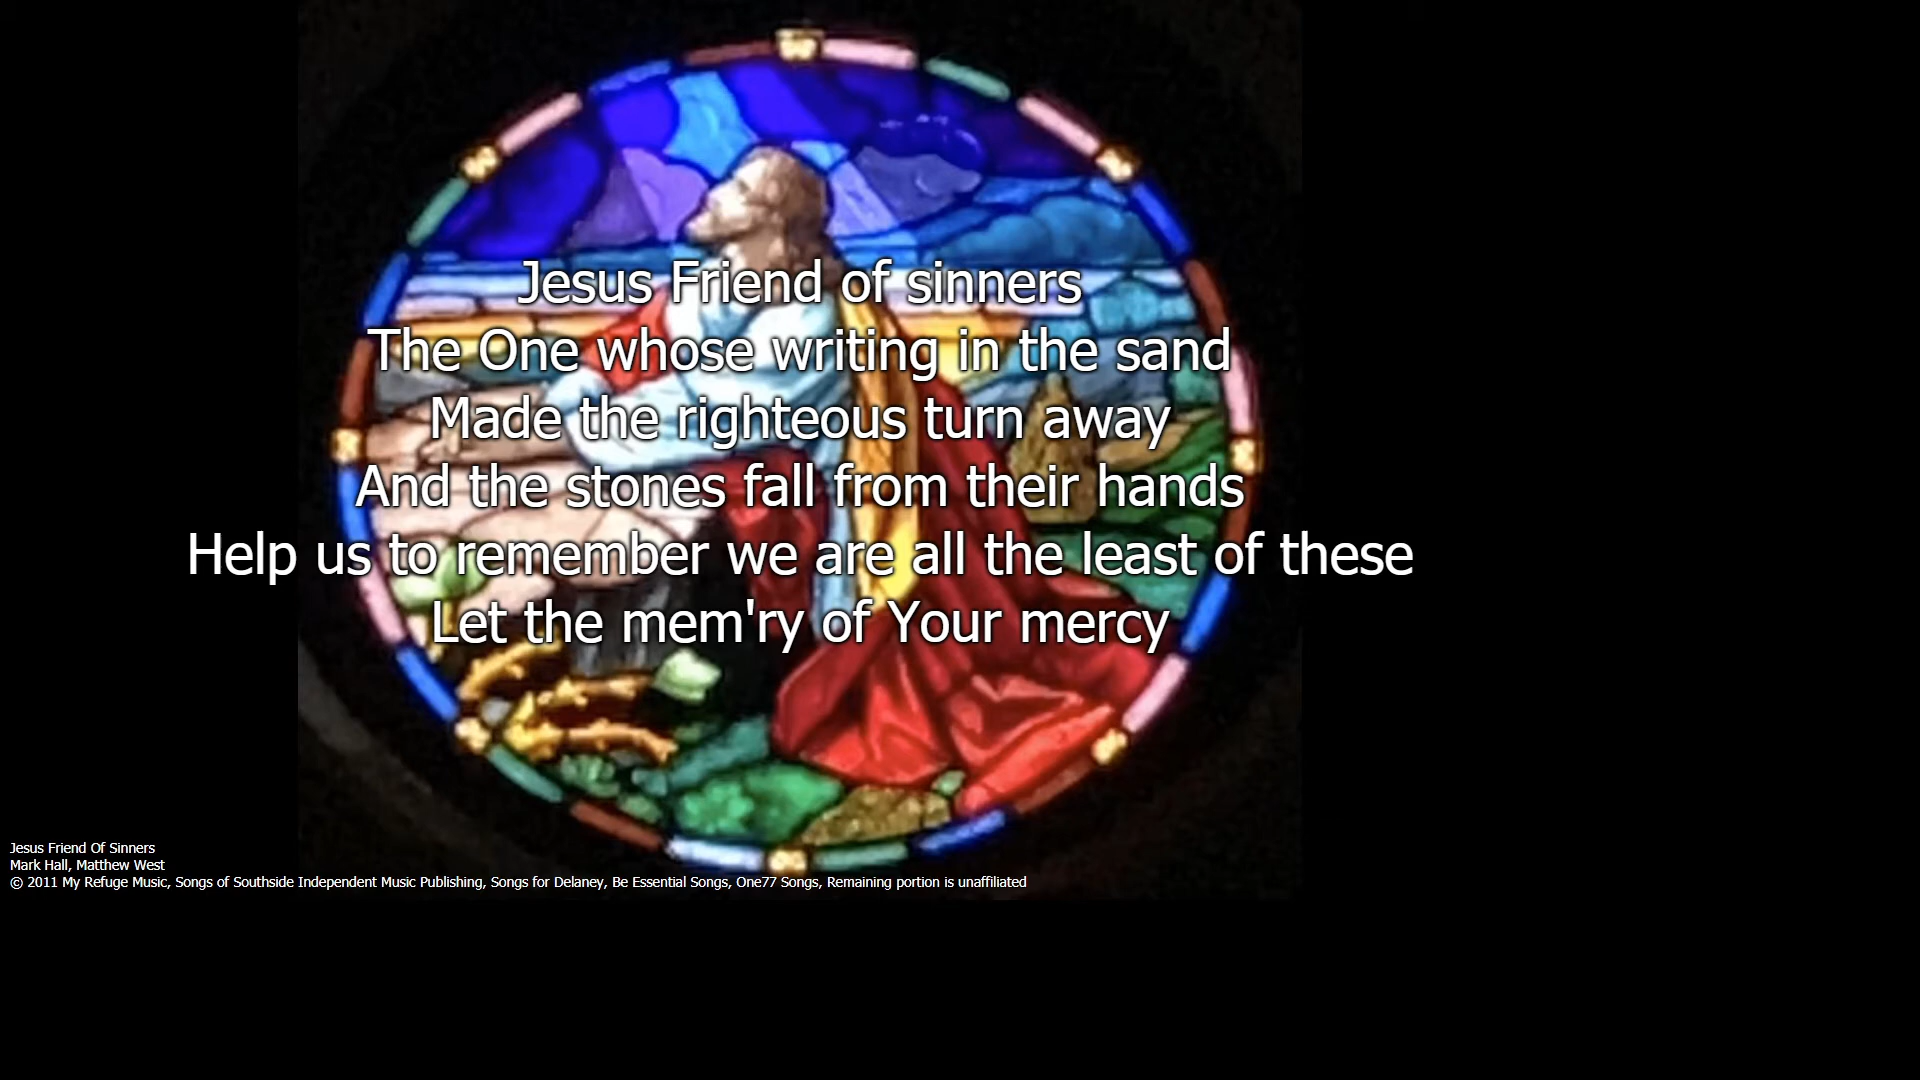 Jesus Friend of sinners
The One whose writing in the sand
Made the righteous turn away
And the stones fall from their hands
Help us to remember we are all the least of these
Let the mem'ry of Your mercy
Jesus Friend Of Sinners
Mark Hall, Matthew West
© 2011 My Refuge Music, Songs of Southside Independent Music Publishing, Songs for Delaney, Be Essential Songs, One77 Songs, Remaining portion is unaffiliated